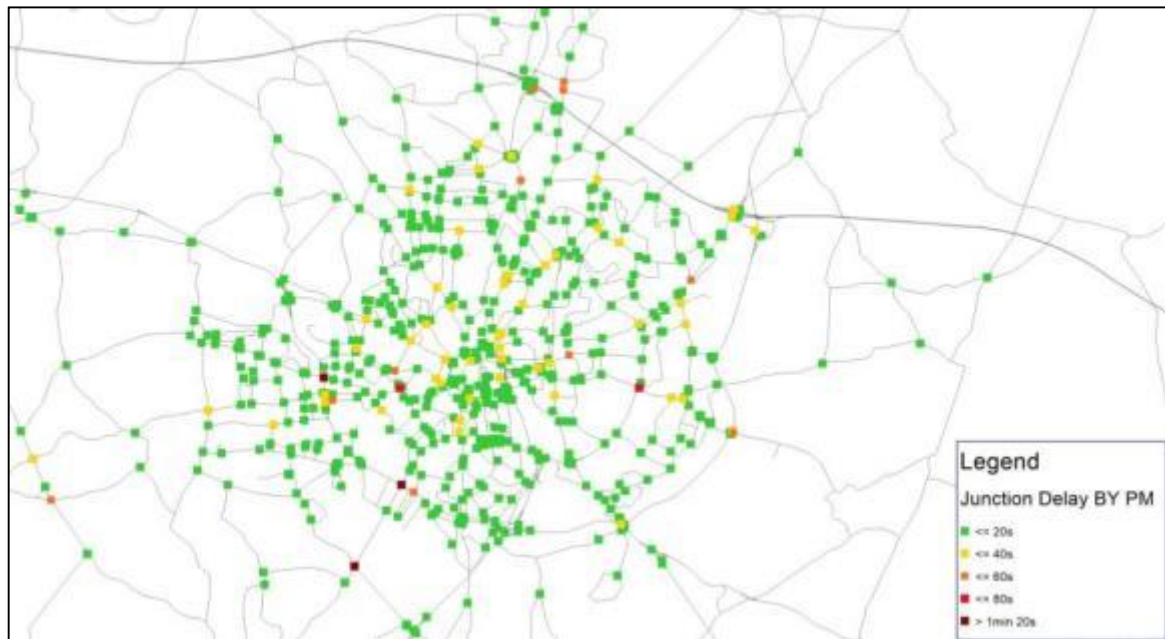 Legend
Junction Delay BY PM
<= 20s
<= 40s
<= 60s
<= 80s
> 1min 20s